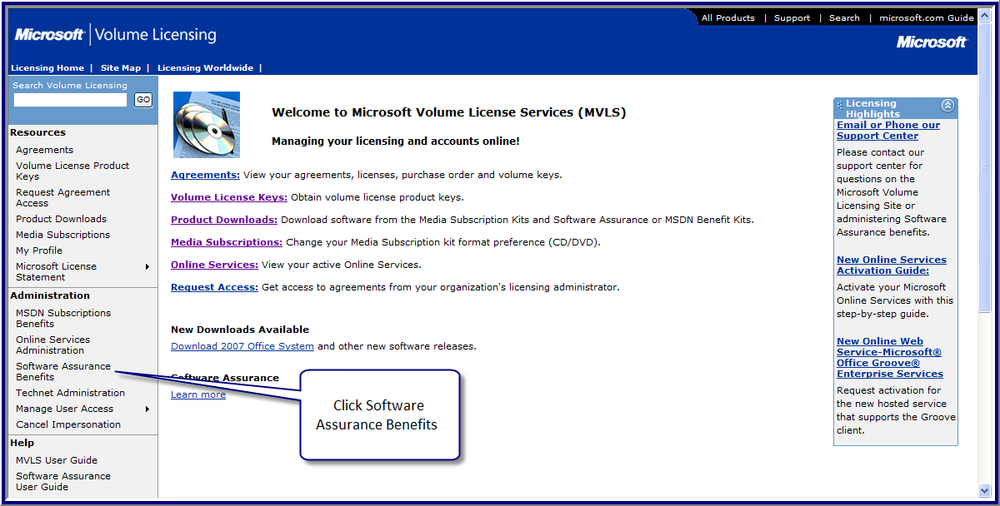 All Products | Support | Search | microsoft.com Guide
Microsoft | Volume Licensing
Microsoft
Licensing Home | Site Map | Licensing Worldwide |
Search Volume Licensing
GO
Resources
Agreements
Volume License Product
Keys
Request Agreement
Access
Product Downloads
Media Subscriptions
My Profile
Microsoft License
Statement
Administration
MSDN Subscriptions
Benefits
Online Services
Administration
Software Assurance
Benefits
Technet Administration
Manage User Access
Cancel Impersonation
Help
MVLS User Guide
Software Assurance
User Guide
Welcome to Microsoft Volume License Services (MVLS)
Managing your licensing and accounts online!
Agreements: View your agreements, licenses, purchase order and volume keys.
Volume License Keys: Obtain volume license product keys.
Product Downloads: Download software from the Media Subscription Kits and Software Assurance or MSDN Benefit Kits.
Media Subscriptions: Change your Media Subscription kit format preference (CD/DVD).
Online Services: View your active Online Services.
Request Access: Get access to agreements from your organization's licensing administrator.
New Downloads Available
Download 2007 Office System and other new software releases.
Software Assurance
Learn more
Click Software
Assurance Benefits
Licensing
Highlights
Email or Phone our
Support Center
Please contact our
support center for
questions on the
Microsoft Volume
Licensing Site or
administering Software
Assurance benefits.
New Online Services
Activation Guide:
Activate your Microsoft
Online Services with this
step-by-step guide.
New Online Web
Service-Microsoft®
Office Groove®
Enterprise Services
Request activation for
the new hosted service
that supports the Groove
client.